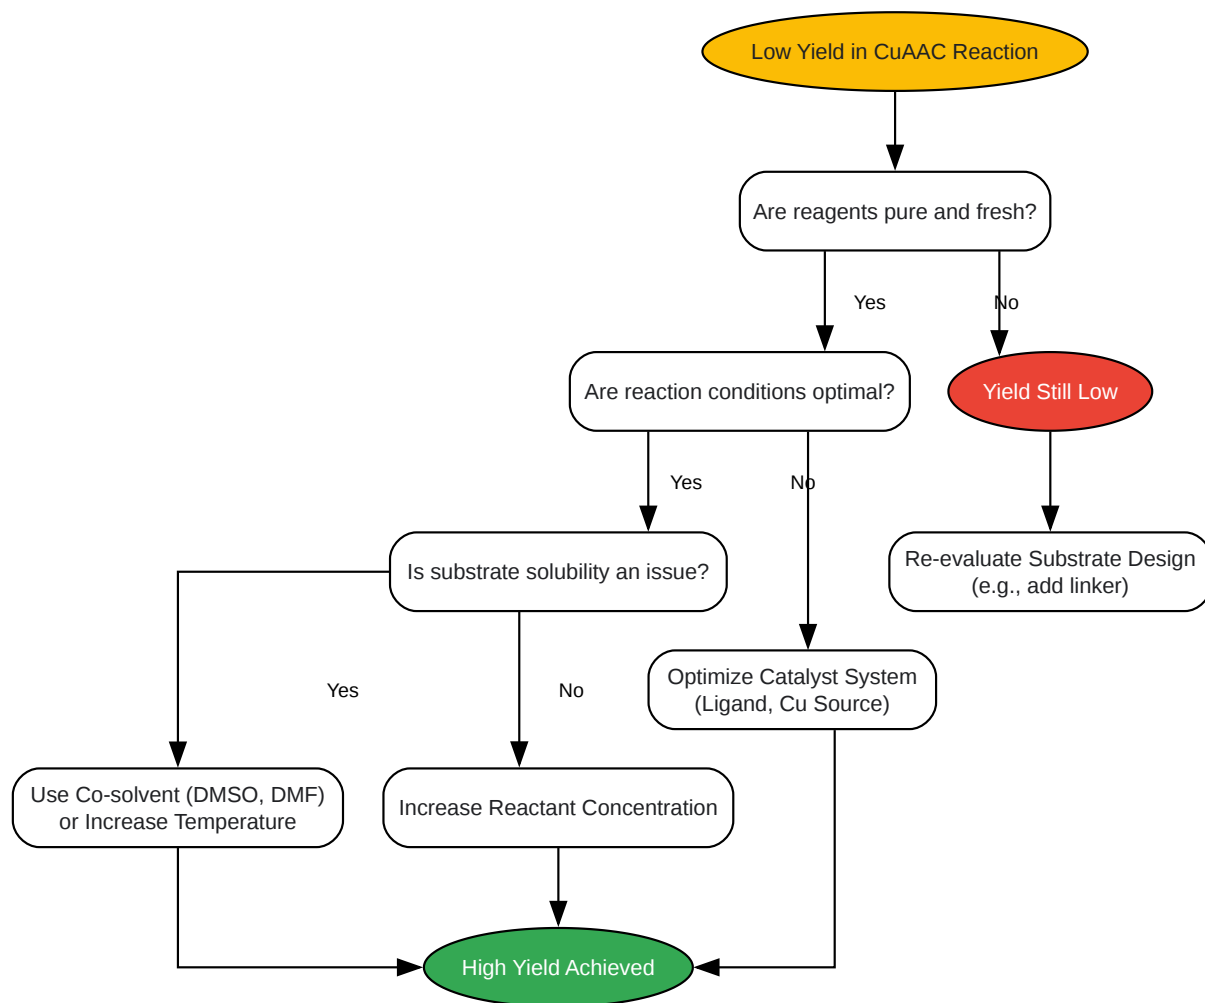 Low Yield in CuAAC Reaction
Are reagents pure and fresh?
Yes
No
Are reaction conditions optimal?
Yield Still Low
Yes
No
Is substrate solubility an issue?
Re-evaluate Substrate Design
(e.g., add linker)
Yes
No
Optimize Catalyst System
(Ligand, Cu Source)
Use Co-solvent (DMSO, DMF)
or Increase Temperature
Increase Reactant Concentration
High Yield Achieved